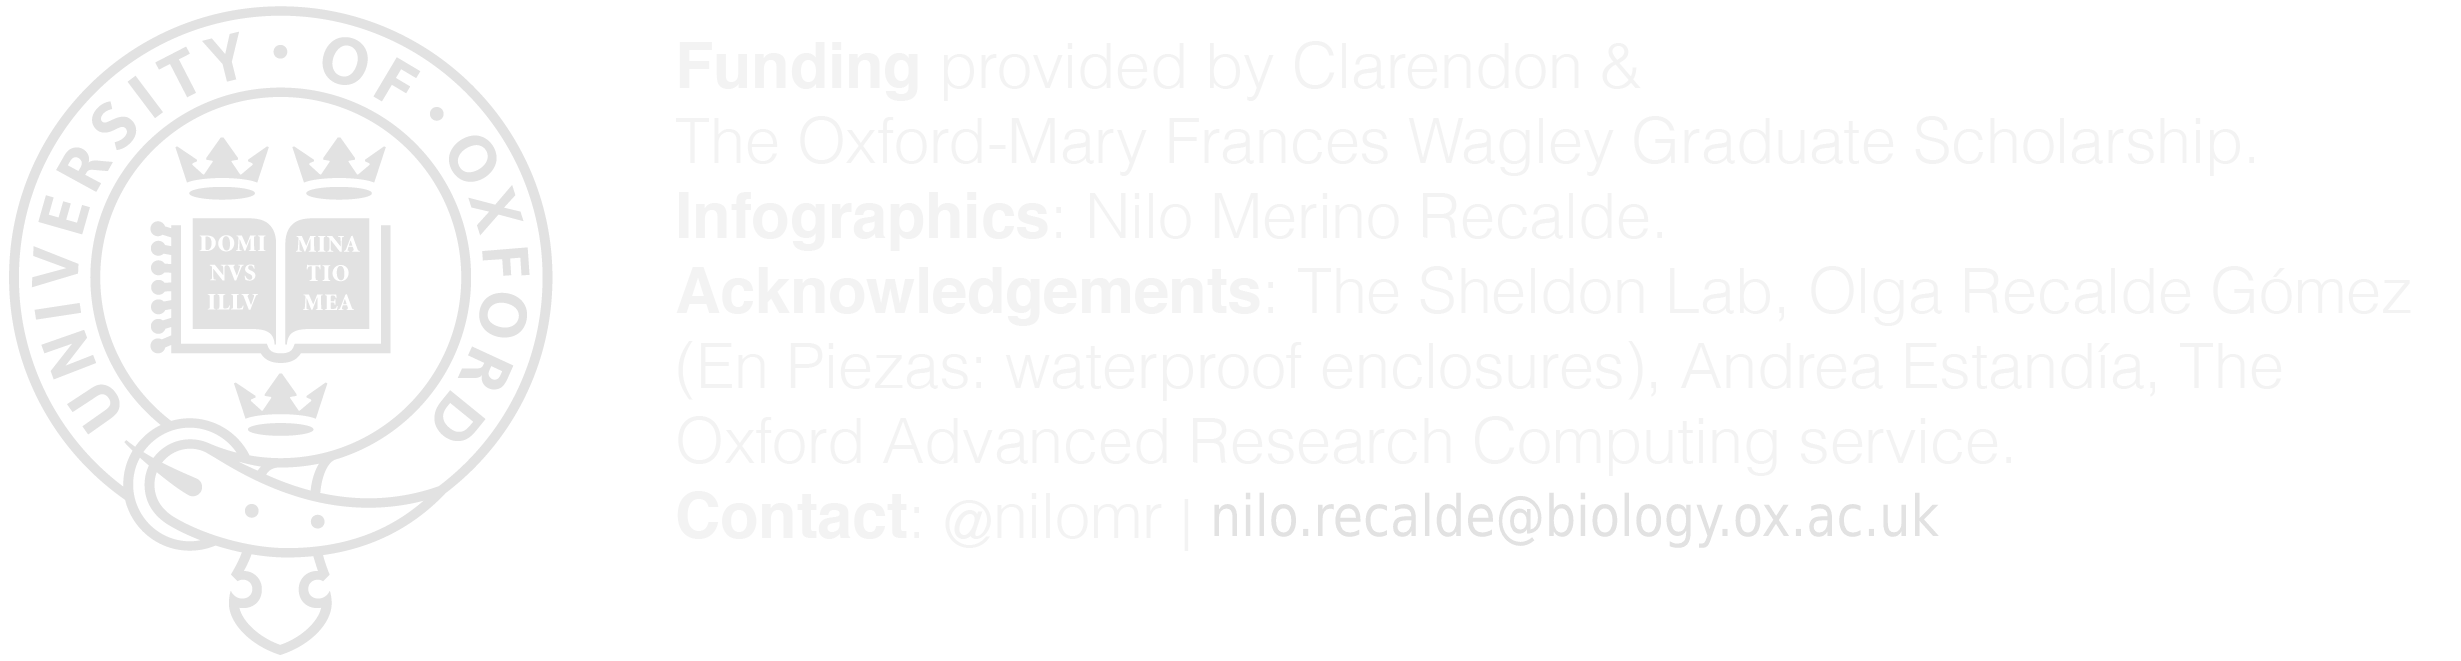 UNIVERSITY · OF · OXFORD
DOMI
NVS
ILLV
MINA
TIO
MEA
Funding provided by Clarendon &
The Oxford-Mary Frances Wagley Graduate Scholarship.
Infographics: Nilo Merino Recalde.
Acknowledgements: The Sheldon Lab, Olga Recalde Gómez
(En Piezas: waterproof enclosures), Andrea Estandía, The
Oxford Advanced Research Computing service.
Contact: @nilomr | nilo.recalde@biology.ox.ac.uk